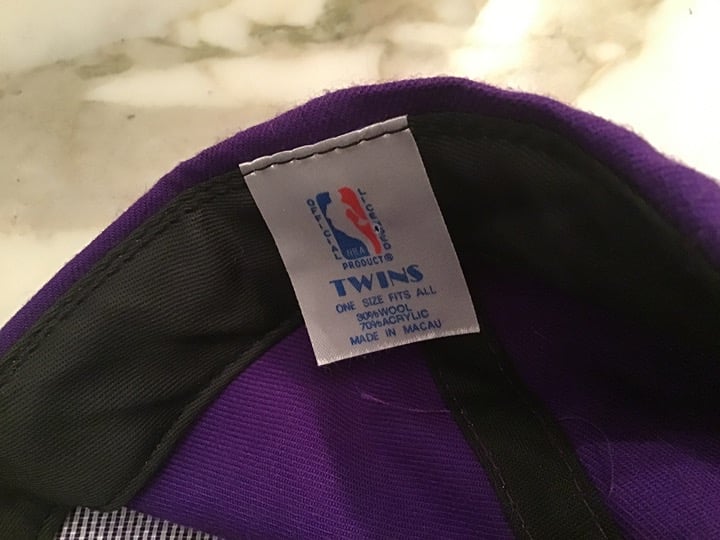 OFFICIAL
LICENSED
NBA
PRODUCT®
TWINS
ONE SIZE FITS ALL
30%WOOL
70%ACRYLIC
MADE IN MACAU